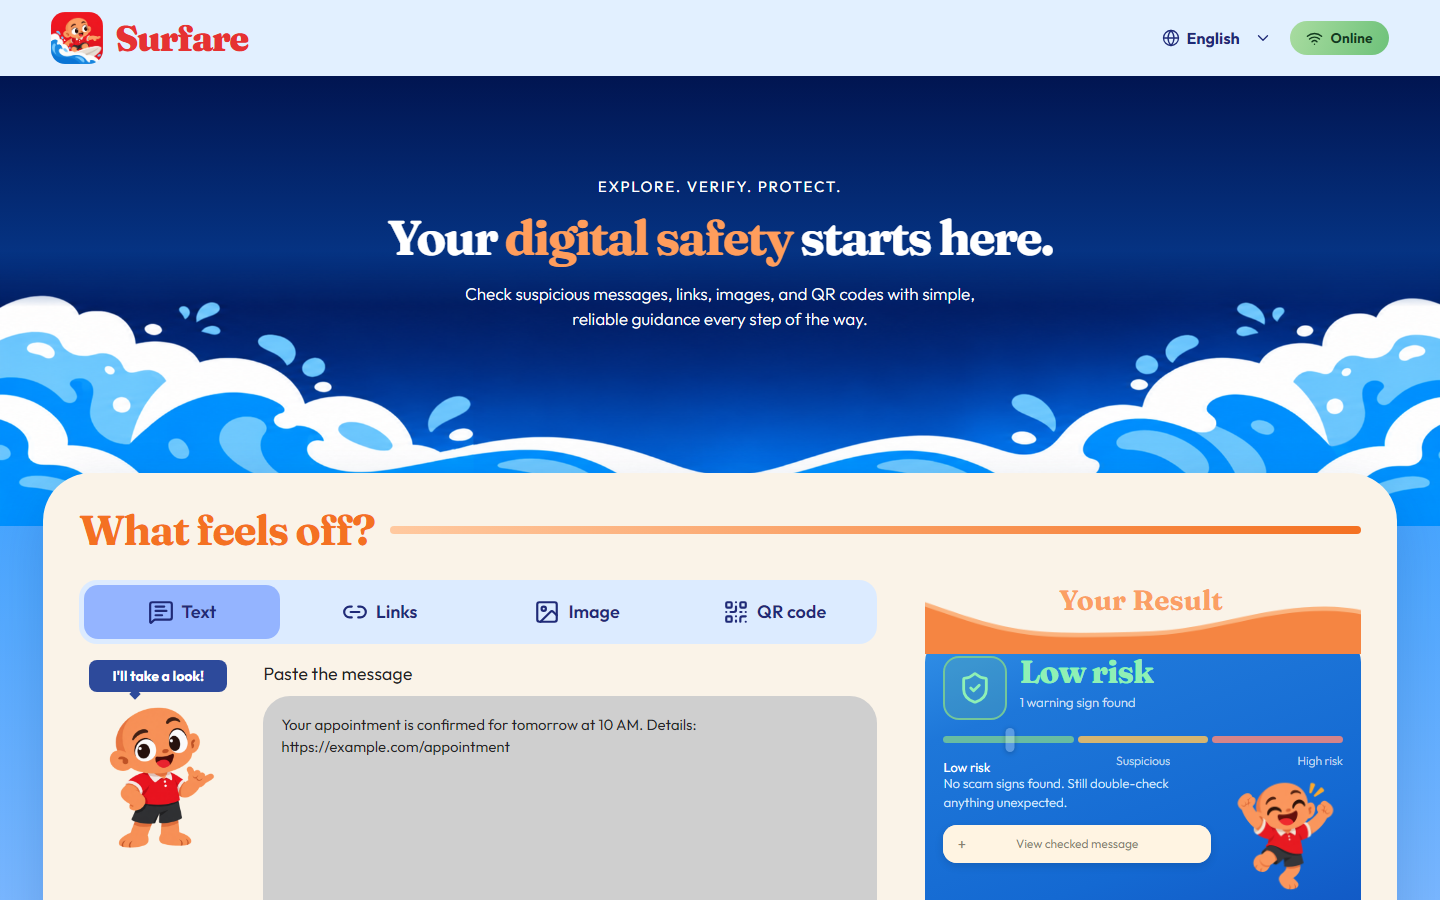 Surfare
English
Online
EXPLORE. VERIFY. PROTECT.
Your digital safety starts here.
Check suspicious messages, links, images, and QR codes with simple,
reliable guidance every step of the way.
What feels off?
Text
Links
Image
QR code
I'll take a look!
Paste the message
Your appointment is confirmed for tomorrow at 10 AM. Details:
https://example.com/appointment
Your Result
Low risk
1 warning sign found
Low risk
Suspicious
High risk
No scam signs found. Still double-check
anything unexpected.
+ View checked message